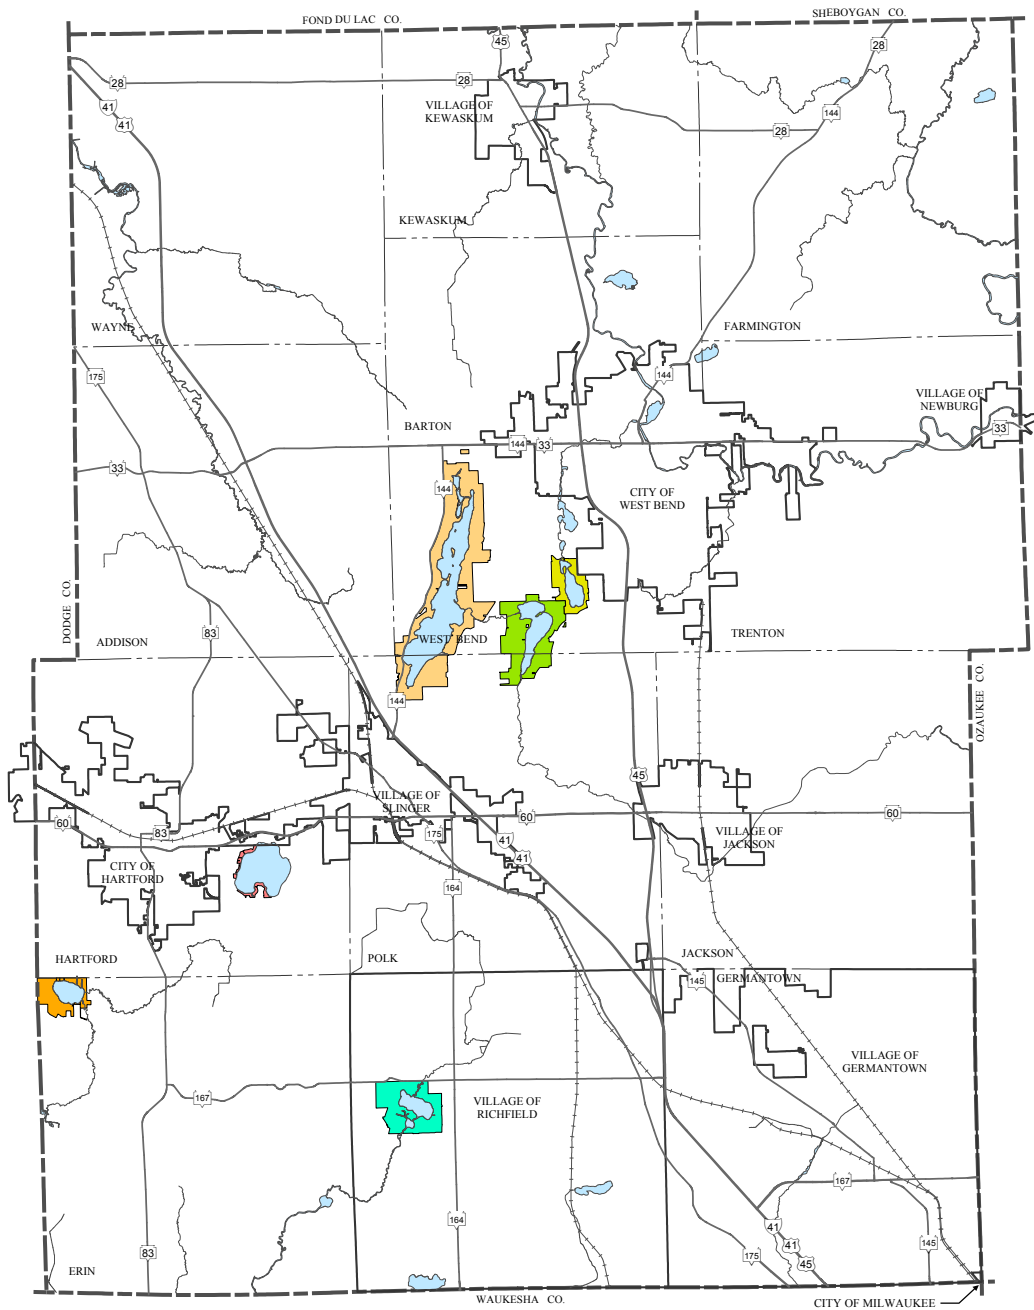 SHEBOYGAN CO.
FOND DU LAC CO.
45
28
28
28
41
VILLAGE OF
KEWASKUM
144
41
28
KEWASKUM
WAYNE
FARMINGTON
175
144
VILLAGE OF
NEWBURG
BARTON
33
144
33
33
144
CITY OF
WEST BEND
DODGE CO.
83
ADDISON
WEST BEND
TRENTON
144
OZAUKEE CO.
45
VILLAGE OF
SLINGER
60
83
175
60
60
VILLAGE OF
JACKSON
41
41
CITY OF
HARTFORD
164
HARTFORD
POLK
JACKSON
GERMANTOWN
145
VILLAGE OF
GERMANTOWN
167
VILLAGE OF
RICHFIELD
167
164
41
41
45
145
83
175
ERIN
WAUKESHA CO.
CITY OF MILWAUKEE